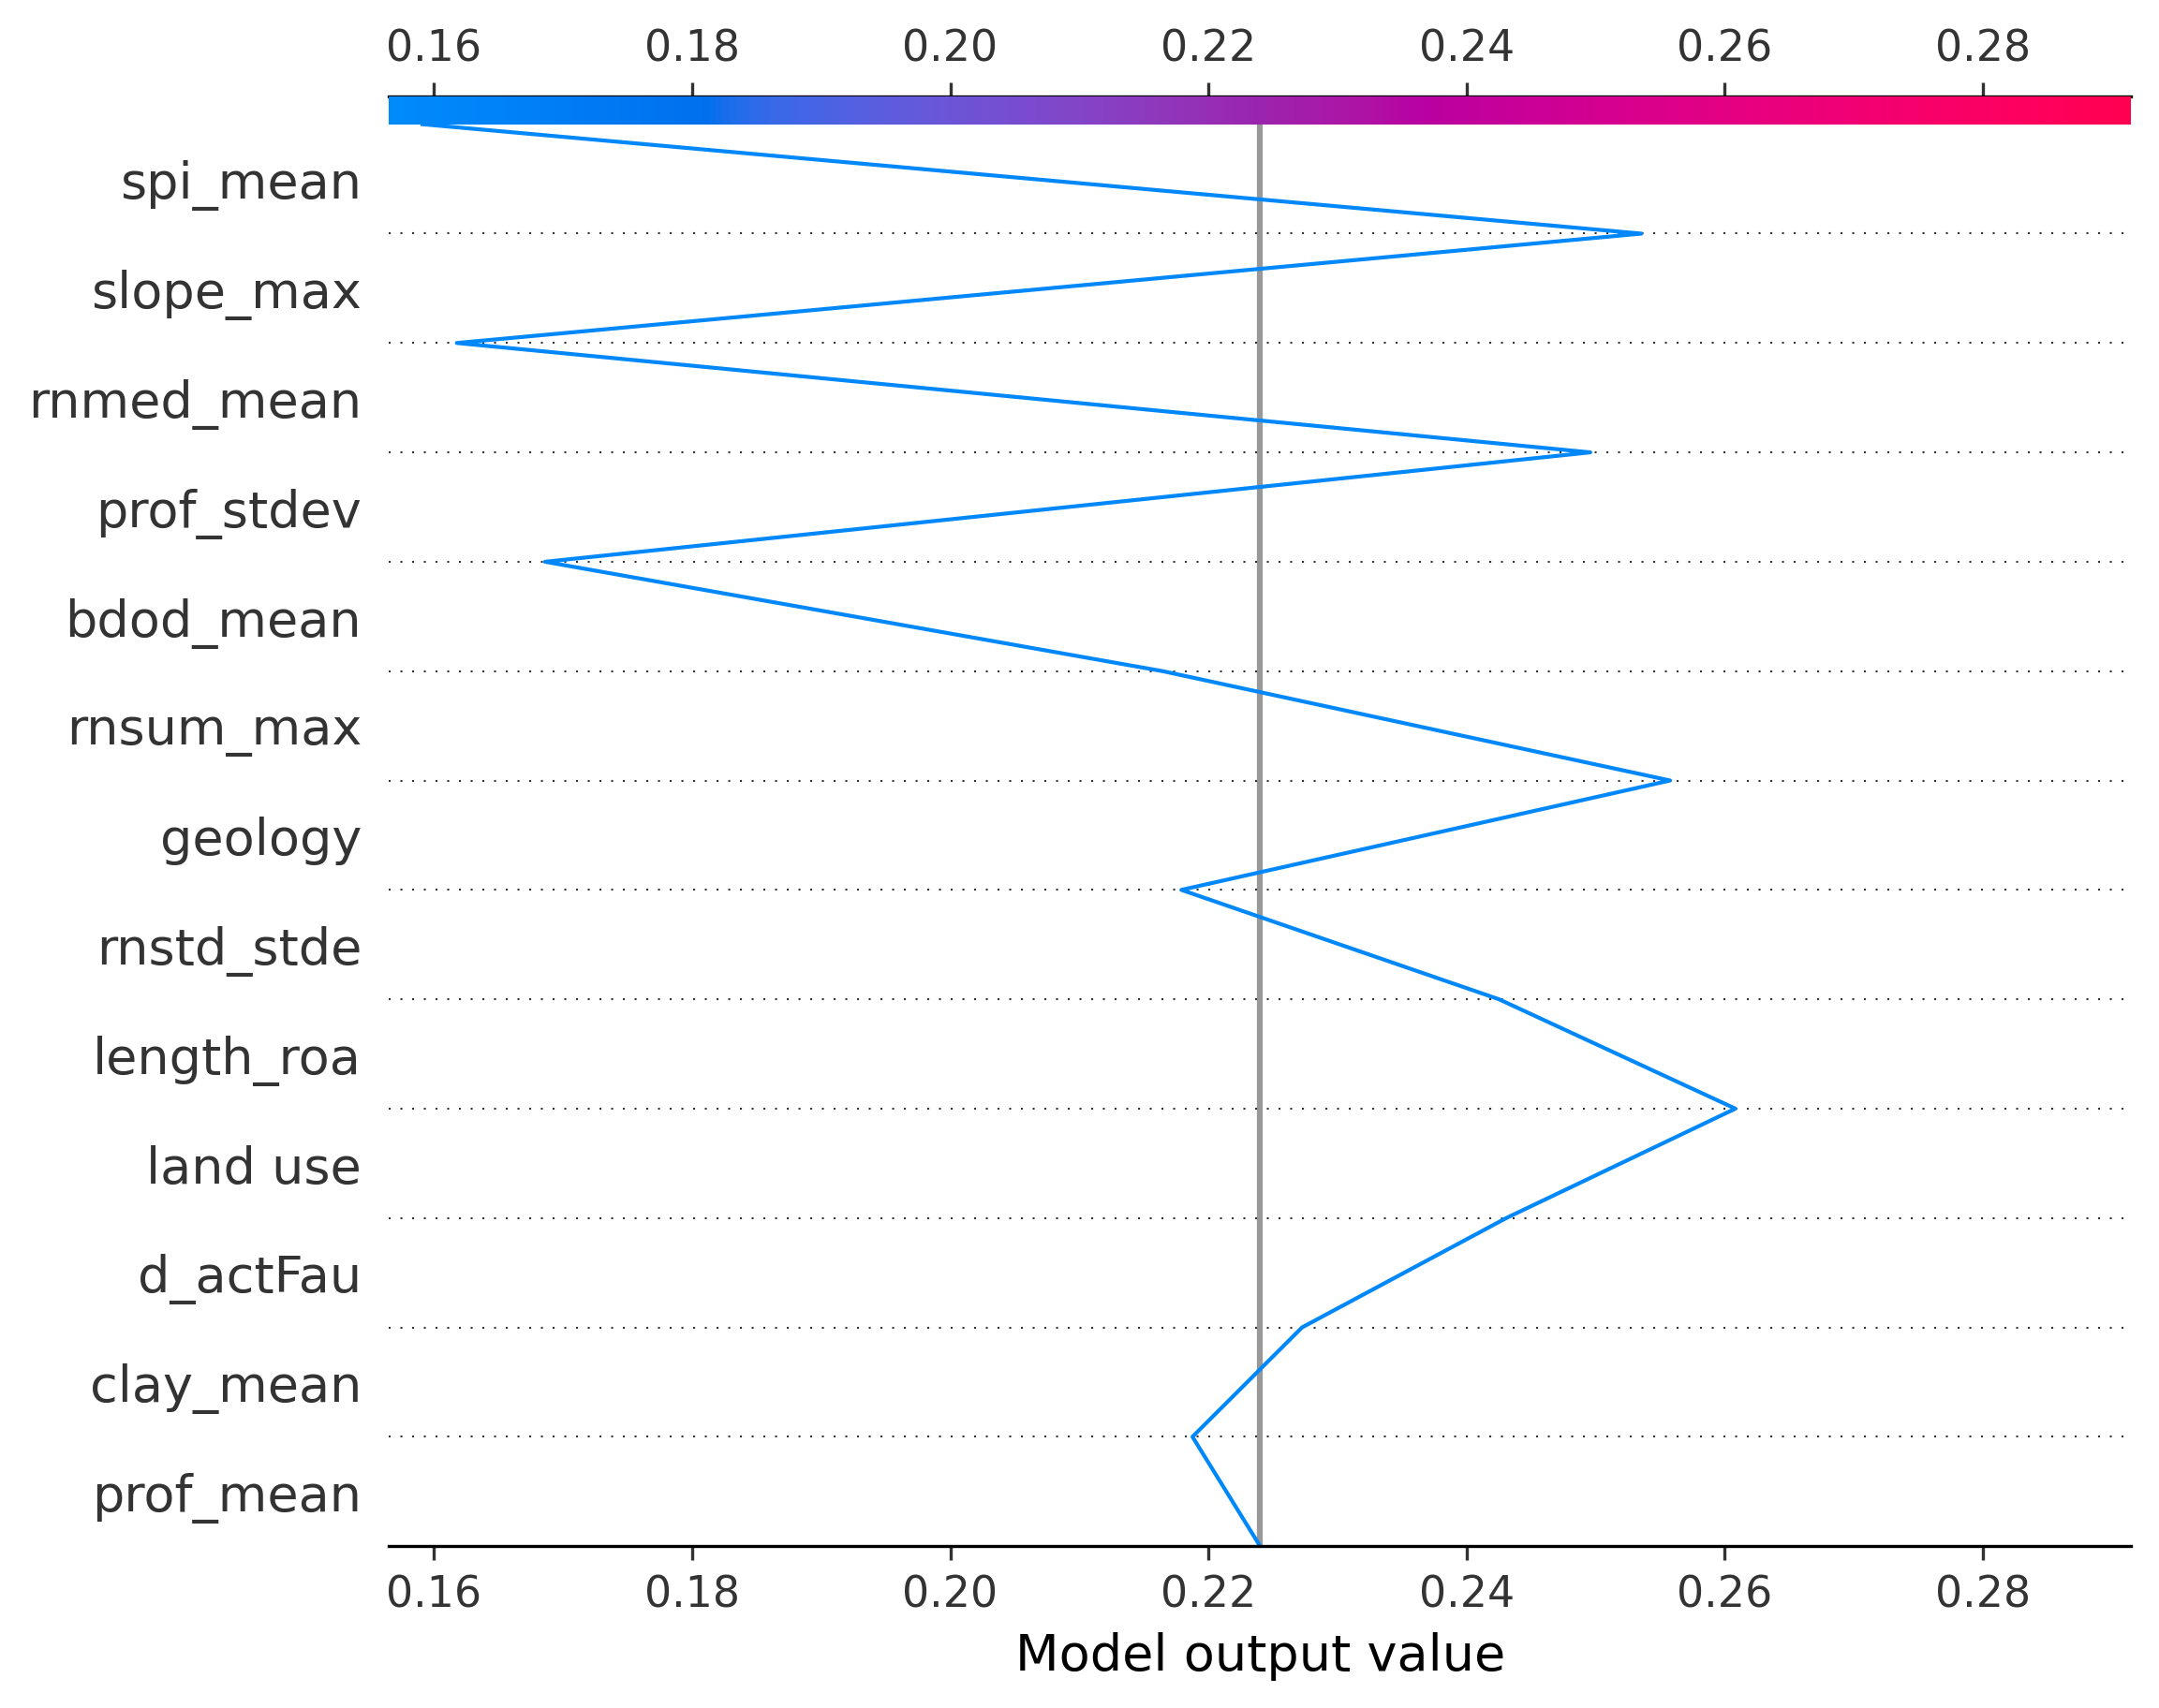 0.16 0.18 0.20 0.22 0.24 0.26 0.28
spi_mean
slope_max
rnmed_mean
prof_stdev
bdod_mean
rnsum_max
geology
rnstd_stde
length_roa
land use
d_actFau
clay_mean
prof_mean
0.16 0.18 0.20 0.22 0.24 0.26 0.28
Model output value